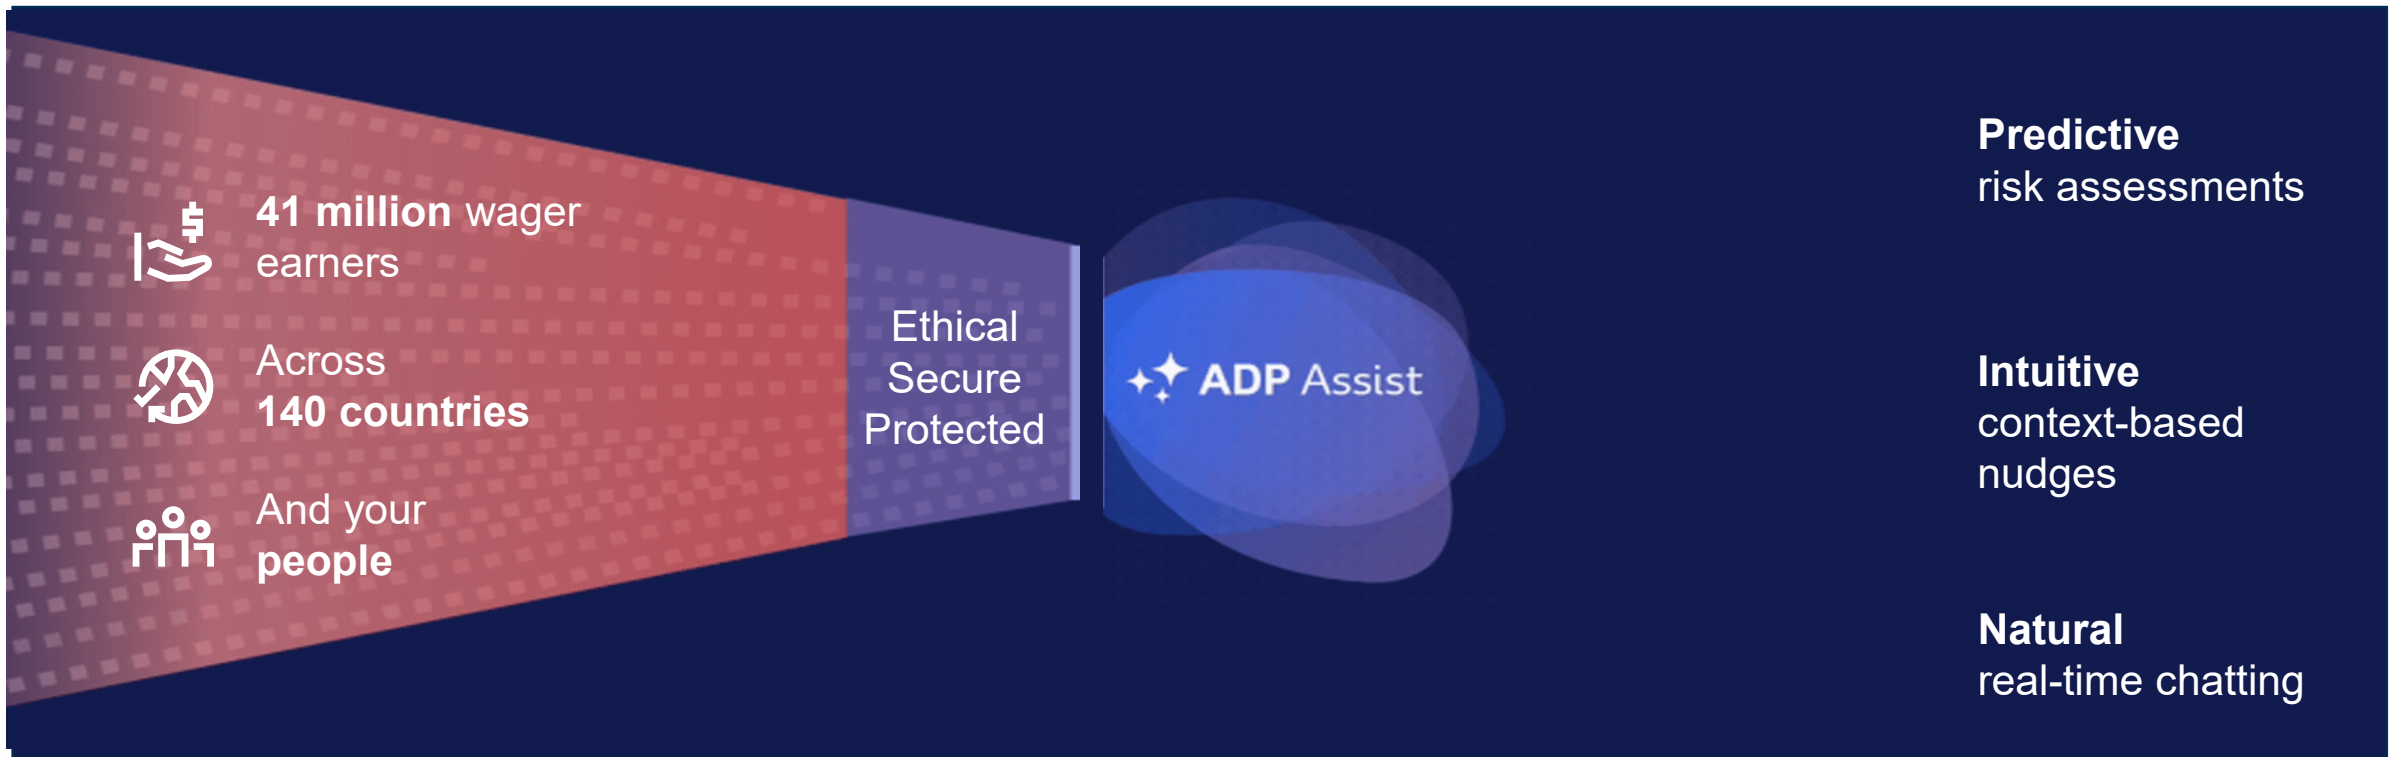 41 million wager
earners
Across
140 countries
And your
people
Ethical
Secure
Protected
ADP Assist
Predictive
risk assessments
Intuitive
context-based
nudges
Natural
real-time chatting